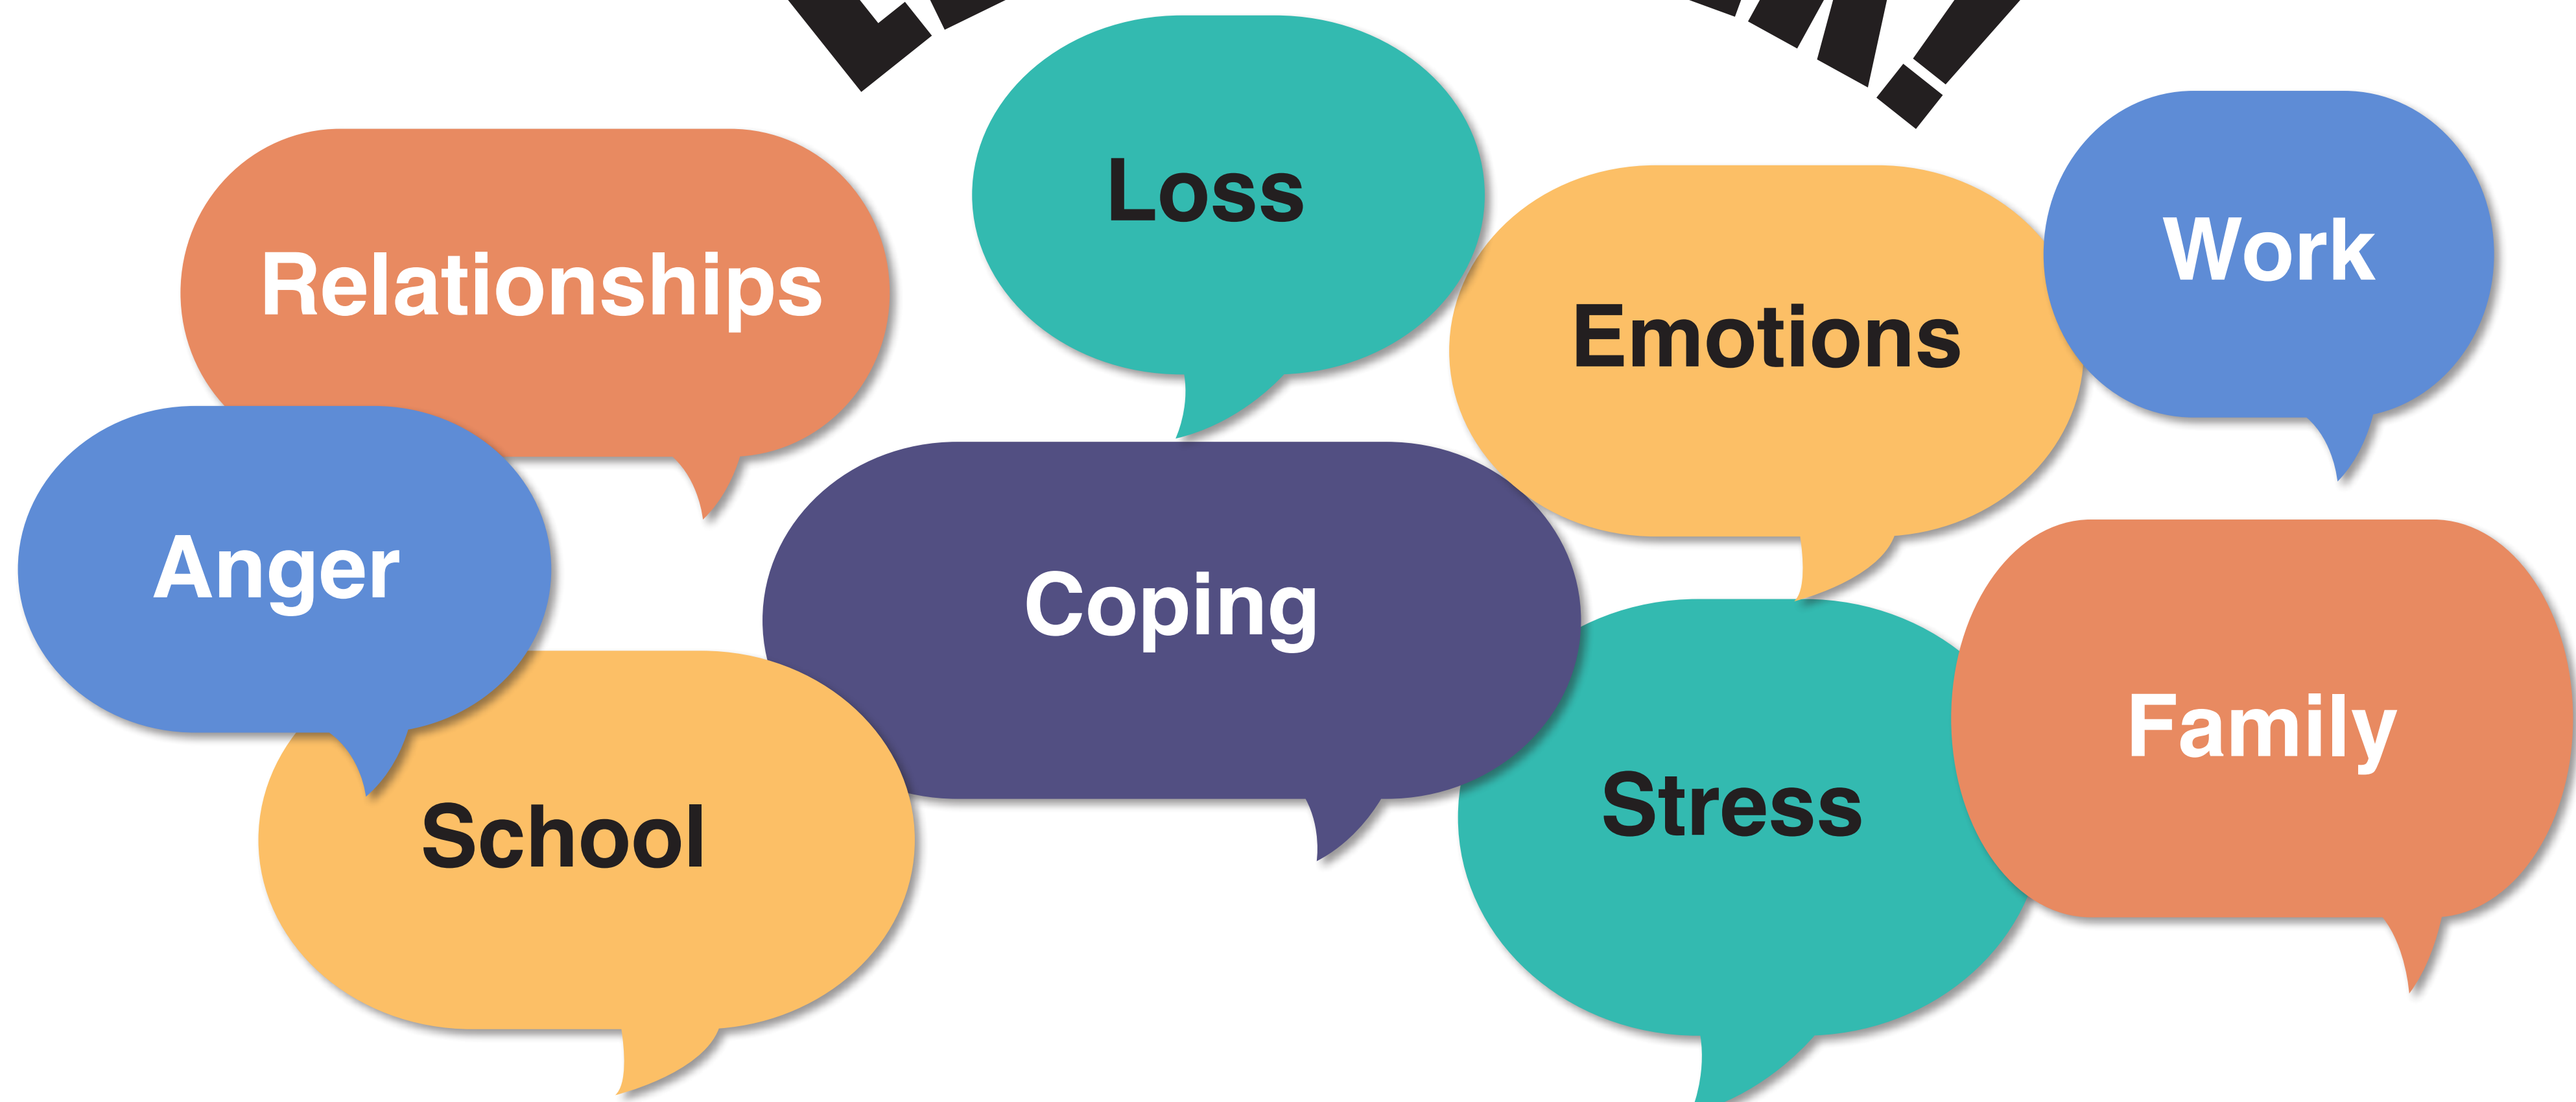 Loss
Work
Relationships
Emotions
Anger
Coping
Family
Stress
School